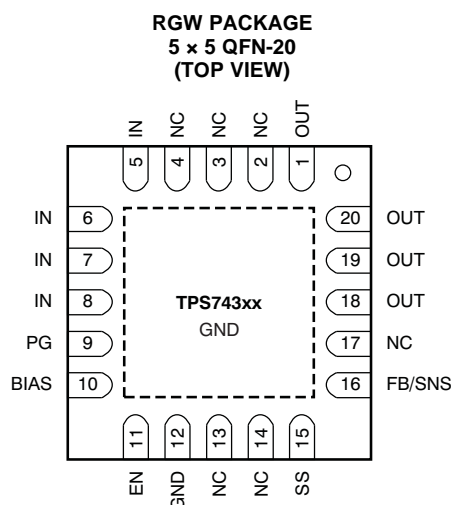 RGW PACKAGE
5 × 5 QFN-20
(TOP VIEW)
IN NC NC NC OUT
5 4 3 2 1
IN 6 20 OUT
IN 7 19 OUT
IN 8 TPS743xx 18 OUT
GND
PG 9 17 NC
BIAS 10 16 FB/SNS
11 12 13 14 15
EN GND NC NC SS